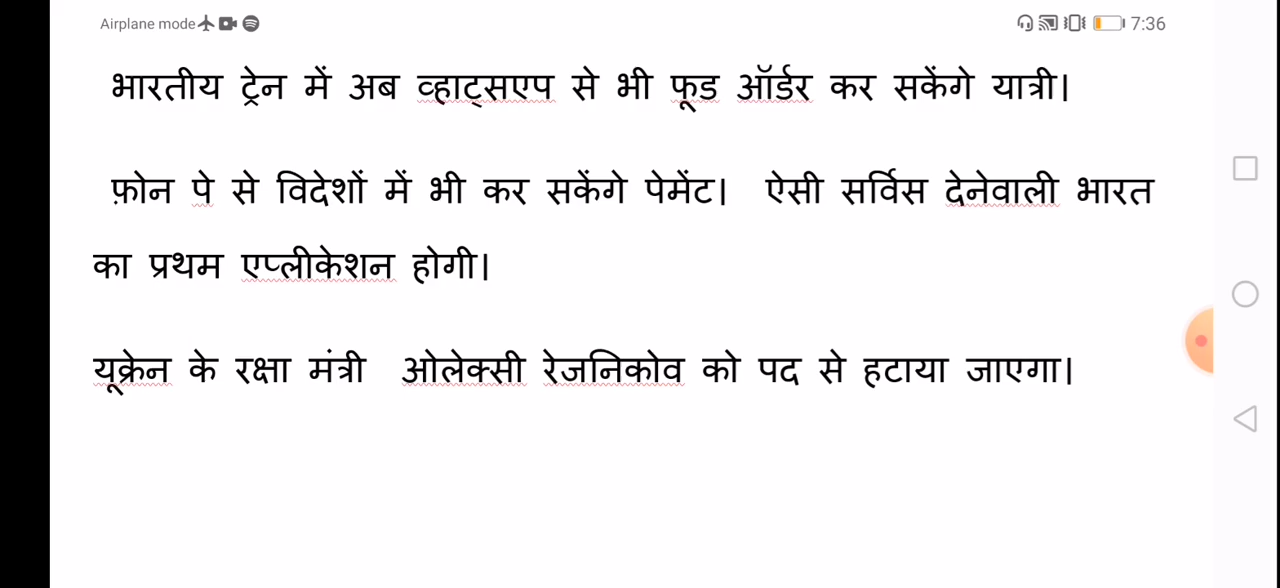 Airplane mode 7:36
भारतीय ट्रेन में अब व्हाट्सएप से भी फूड ऑर्डर कर सकेंगे यात्री।
फ़ोन पे से विदेशों में भी कर सकेंगे पेमेंट। ऐसी सर्विस देनेवाली भारत
का प्रथम एप्लीकेशन होगी।
यूक्रेन के रक्षा मंत्री ओलेक्सी रेजनिकोव को पद से हटाया जाएगा।